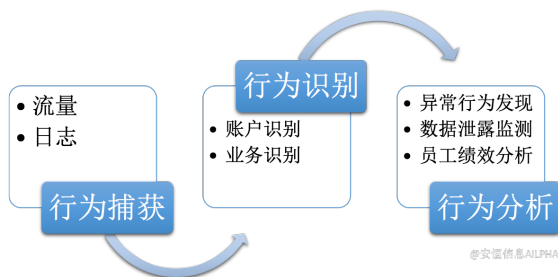 • 流量
• 日志
行为捕获
行为识别
• 账户识别
• 业务识别
• 异常行为发现
• 数据泄露监测
• 员工绩效分析
行为分析
@安恒信息AILPHA